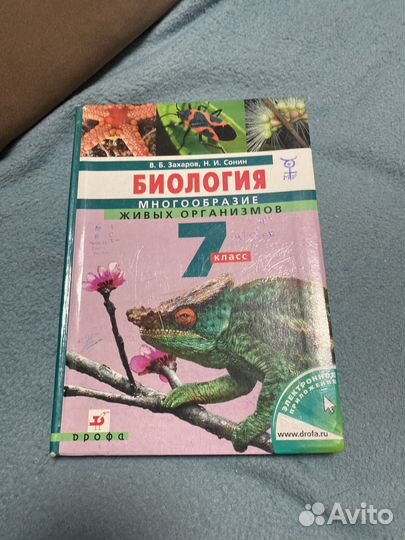 В. Б. Захаров, Н. И. Сонин
БИОЛОГИЯ
МНОГООБРАЗИЕ
ЖИВЫХ ОРГАНИЗМОВ
7
класс
ЭЛЕКТРОННОЕ
ПРИЛОЖЕНИЕ
www.drofa.ru
дрофа
Avito